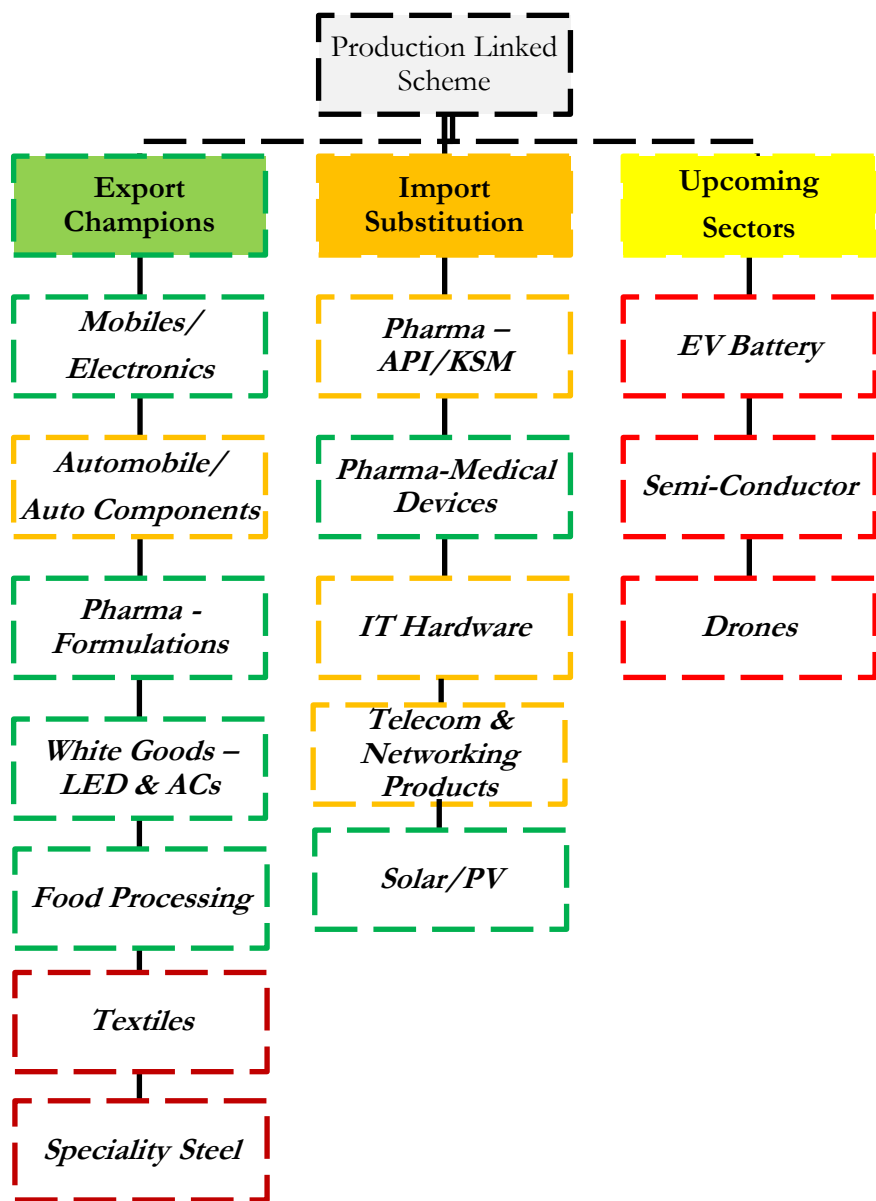 Production Linked
Scheme
Export
Champions
Mobiles/
Electronics
Automobile/
Auto Components
Pharma -
Formulations
White Goods –
LED & ACs
Food Processing
Textiles
Speciality Steel
Import
Substitution
Pharma –
API/KSM
Pharma-Medical
Devices
IT Hardware
Telecom &
Networking
Products
Solar/PV
Upcoming
Sectors
EV Battery
Semi-Conductor
Drones